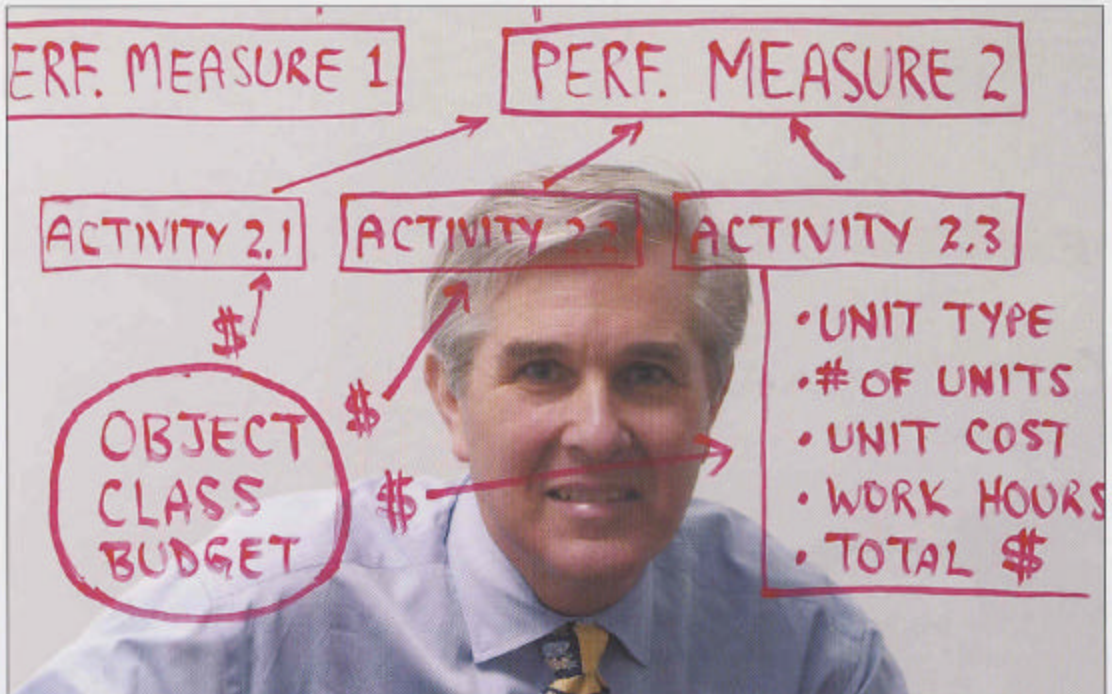 ERF. MEASURE 1
PERF. MEASURE 2
ACTIVITY 2.1
ACTIVITY 2.2
ACTIVITY 2.3
$
$
$
OBJECT
CLASS
BUDGET
• UNIT TYPE
• # OF UNITS
• UNIT COST
• WORK HOURS
• TOTAL $